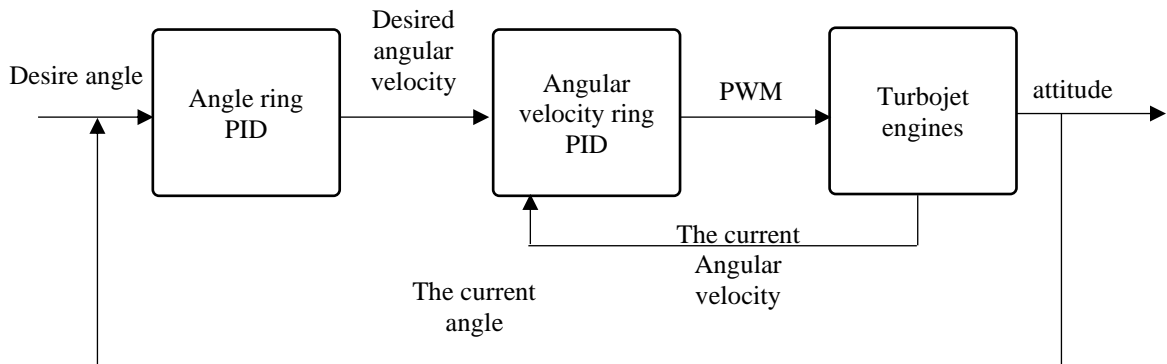 Desire angle
Angle ring
PID
Desired
angular
velocity
Angular
velocity ring
PID
PWM
Turbojet
engines
attitude
The current
Angular
velocity
The current
angle